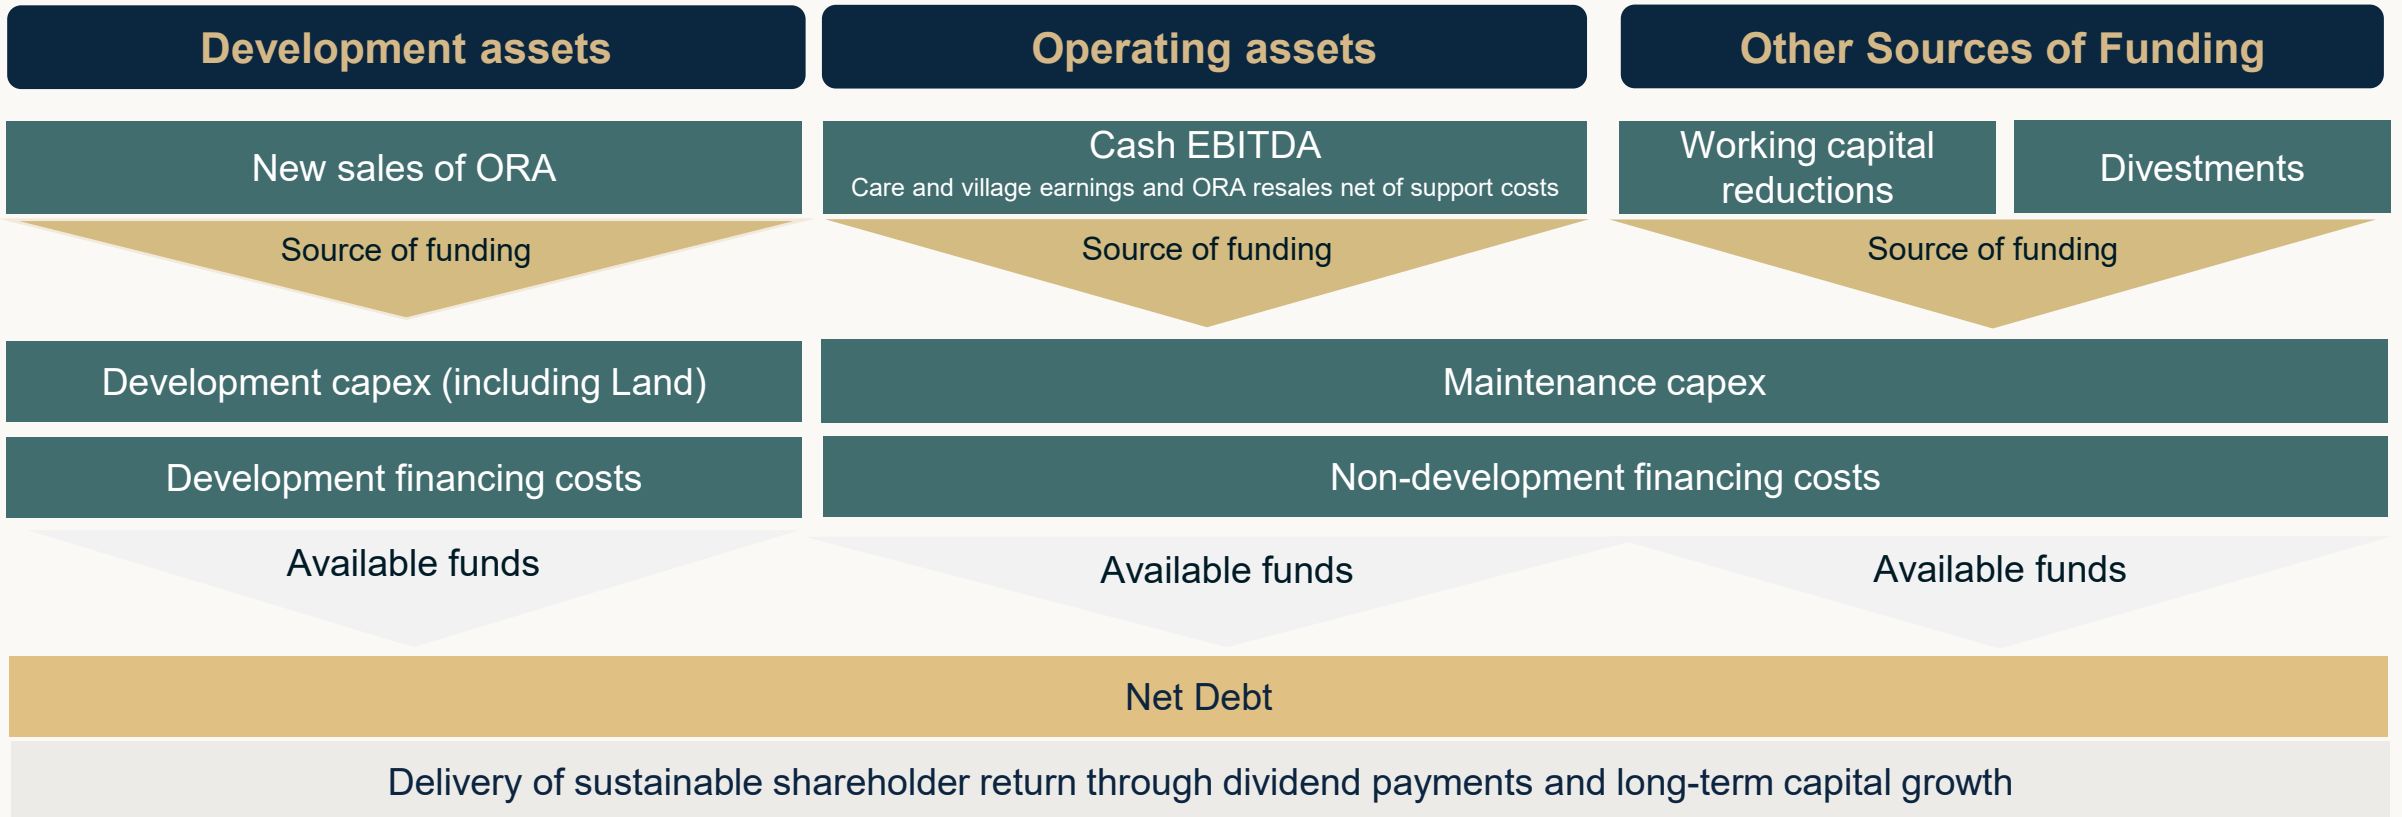 Development assets
Operating assets
Other Sources of Funding
New sales of ORA
Cash EBITDA
Care and village earnings and ORA resales net of support costs
Working capital
reductions
Divestments
Source of funding
Source of funding
Source of funding
Development capex (including Land)
Maintenance capex
Development financing costs
Non-development financing costs
Available funds
Available funds
Available funds
Net Debt
Delivery of sustainable shareholder return through dividend payments and long-term capital growth